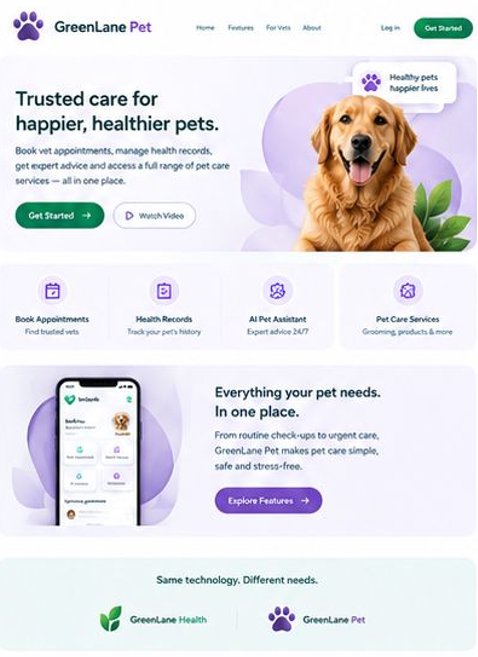 GreenLane Pet
Home Features For Vets About
Log in
Get Started
Healthy pets
happier lives
Trusted care for
happier, healthier pets.
Book vet appointments, manage health records,
get expert advice and access a full range of pet care
services — all in one place.
Get Started →
Watch Video
Book Appointments
Find trusted vets
Health Records
Track your pet's history
AI Pet Assistant
Expert advice 24/7
Pet Care Services
Grooming, products & more
Everything your pet needs.
In one place.
From routine check-ups to urgent care,
GreenLane Pet makes pet care simple,
safe and stress-free.
Explore Features →
Same technology. Different needs.
GreenLane Health
GreenLane Pet